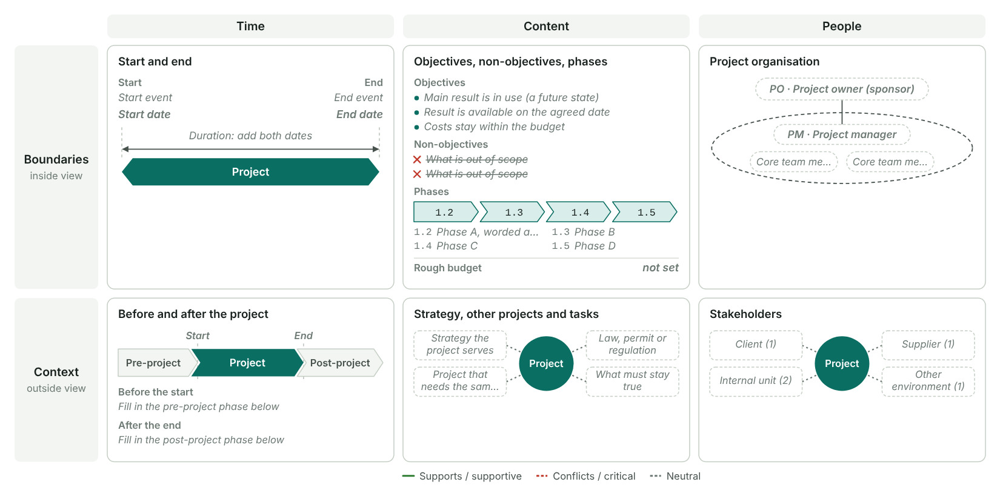 Time
Content
People
Boundaries
inside view
Start and end
Start
End
Start event
End event
Start date
End date
Duration: add both dates
Project
Objectives, non-objectives, phases
Objectives
Main result is in use (a future state)
Result is available on the agreed date
Costs stay within the budget
Non-objectives
What is out of scope
What is out of scope
Phases
1.2
1.3
1.4
1.5
1.2 Phase A, worded a...
1.3 Phase B
1.4 Phase C
1.5 Phase D
Rough budget
not set
Project organisation
PO · Project owner (sponsor)
PM · Project manager
Core team me...
Core team me...
Context
outside view
Before and after the project
Start
End
Pre-project
Project
Post-project
Before the start
Fill in the pre-project phase below
After the end
Fill in the post-project phase below
Strategy, other projects and tasks
Strategy the
project serves
Law, permit or
regulation
Project
Project that
needs the sam...
What must stay
true
Stakeholders
Client (1)
Supplier (1)
Project
Internal unit (2)
Other
environment (1)
Supports / supportive
Conflicts / critical
Neutral